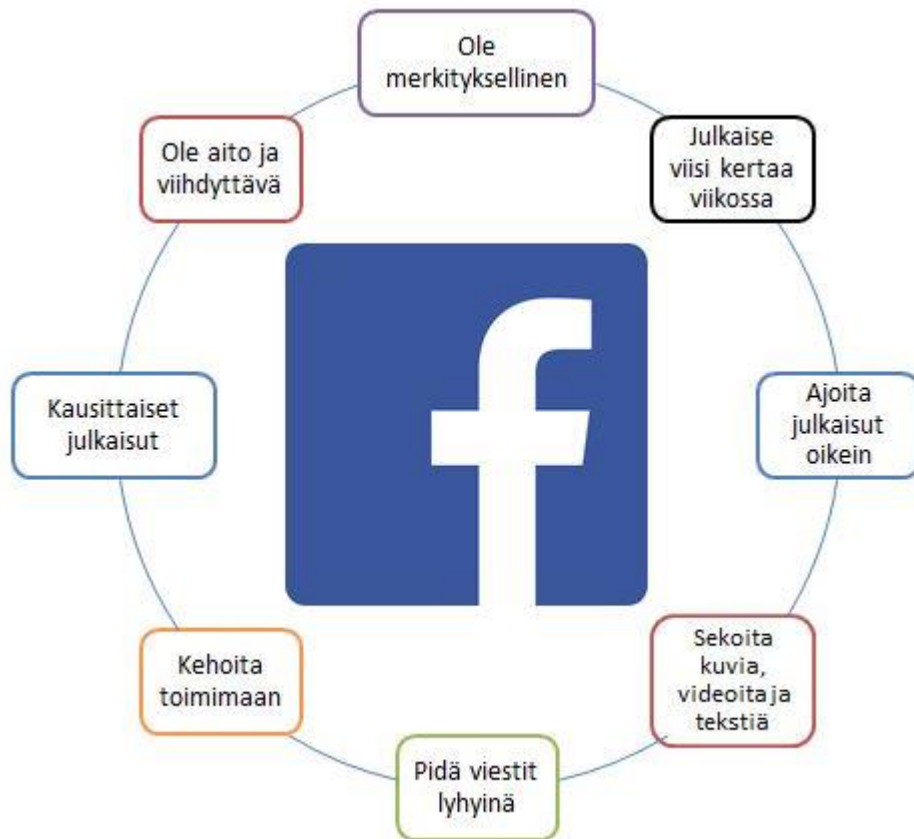 Ole
merkityksellinen
Julkaise
viisi kertaa
viikossa
Ajoita
julkaisut
oikein
Sekoita
kuvia,
videoita ja
tekstiä
Pidä viestit
lyhyinä
Kehoita
toimimaan
Kausittaiset
julkaisut
Ole aito ja
viihdyttävä
f